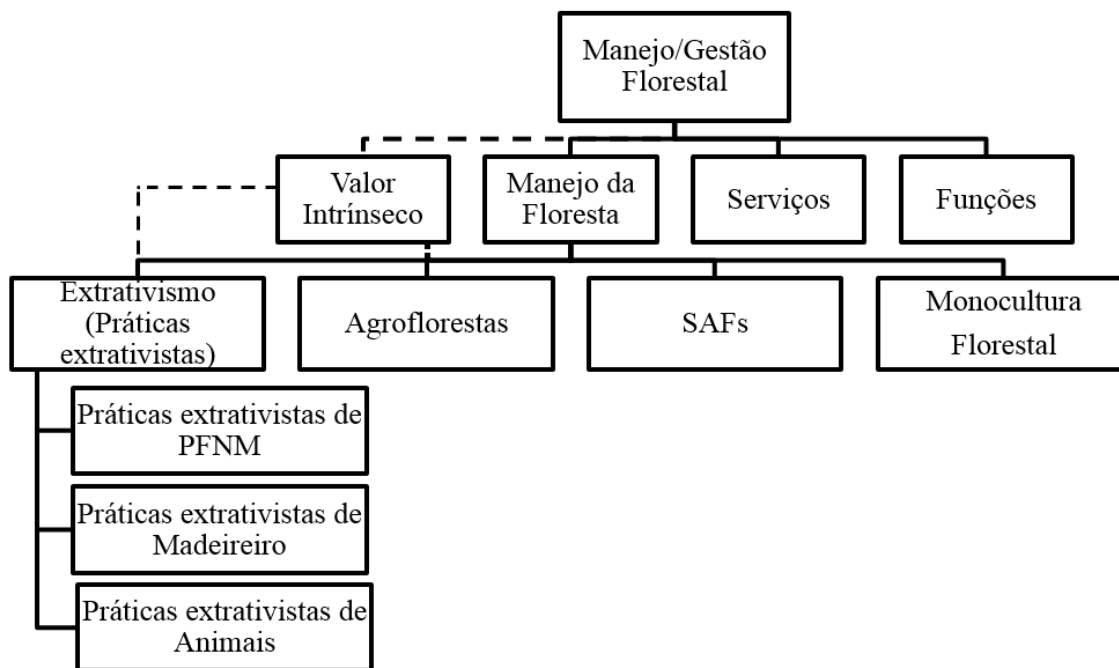 Manejo/Gestão
Florestal
Valor
Intrínseco
Manejo da
Floresta
Serviços
Funções
Extrativismo
(Práticas
extrativistas)
Agroflorestas
SAFs
Monocultura
Florestal
Práticas extrativistas de
PFNM
Práticas extrativistas de
Madeireiro
Práticas extrativistas de
Animais